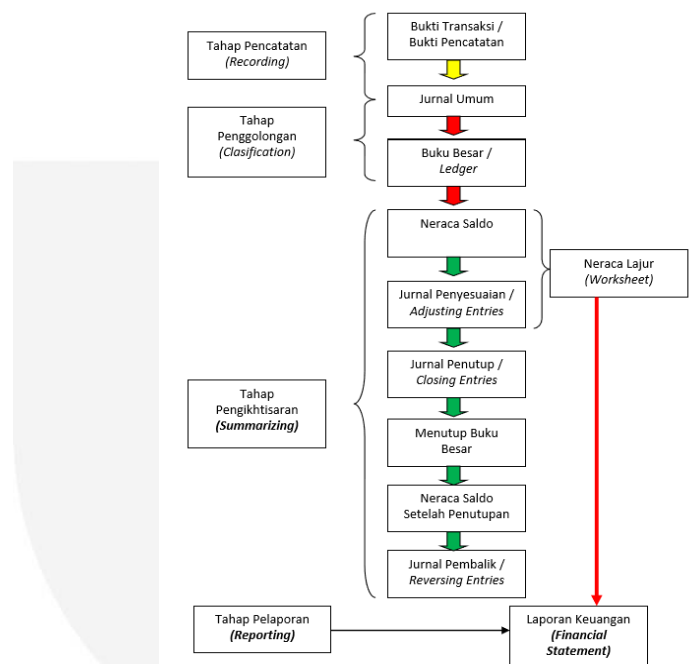 Tahap Pencatatan
(Recording)
Bukti Transaksi /
Bukti Pencatatan
Jurnal Umum
Tahap
Penggolongan
(Clasification)
Buku Besar /
Ledger
Neraca Saldo
Neraca Lajur
(Worksheet)
Jurnal Penyesuaian /
Adjusting Entries
Jurnal Penutup /
Closing Entries
Tahap
Pengikhtisaran
(Summarizing)
Menutup Buku
Besar
Neraca Saldo
Setelah Penutupan
Jurnal Pembalik /
Reversing Entries
Tahap Pelaporan
(Reporting)
Laporan Keuangan
(Financial
Statement)